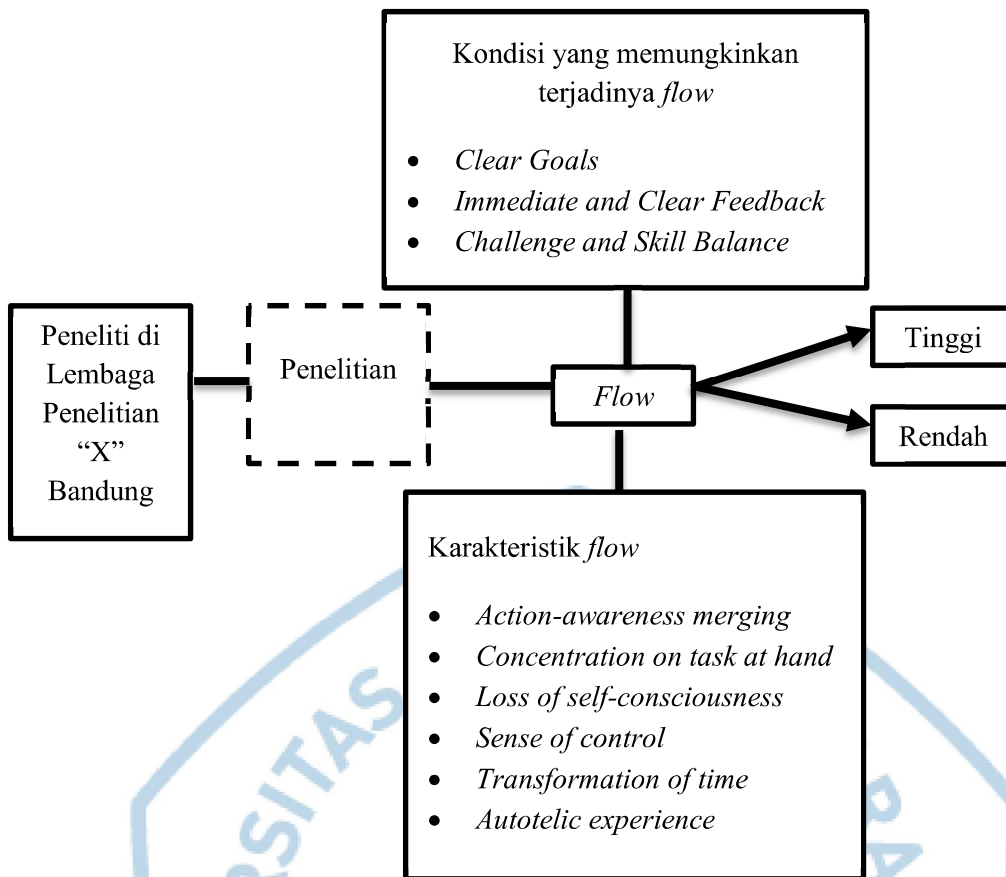 Kondisi yang memungkinkan
terjadinya flow
• Clear Goals
• Immediate and Clear Feedback
• Challenge and Skill Balance
Peneliti di
Lembaga
Penelitian
“X”
Bandung
Penelitian
Flow
Tinggi
Rendah
Karakteristik flow
• Action-awareness merging
• Concentration on task at hand
• Loss of self-consciousness
• Sense of control
• Transformation of time
• Autotelic experience
RSITAS
RA